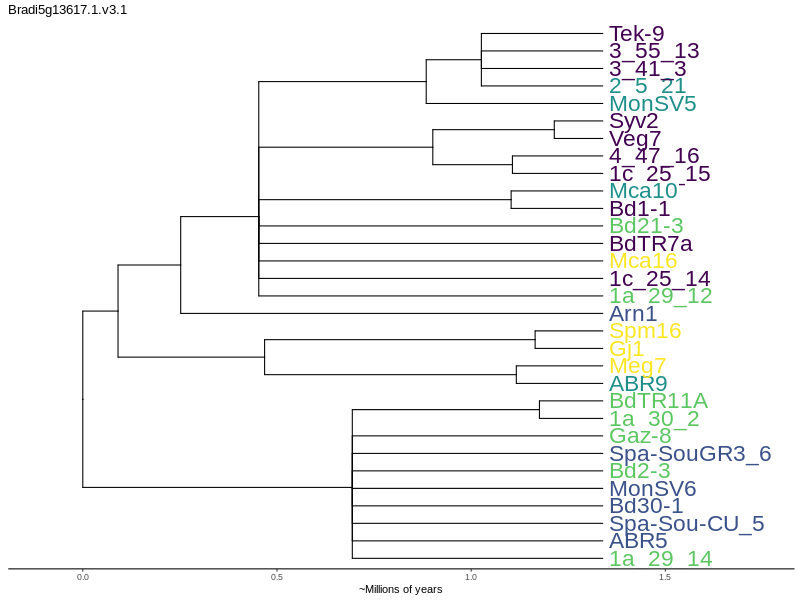 Bradi5g13617.1.v3.1
Tek-9
3_55_13
3_41_3
2_5_21
MonSV5
Syv2
Veg7
4_47_16
1c_25_15
Mca10
Bd1-1
Bd21-3
BdTR7a
Mca16
1c_25_14
1a_29_12
Arn1
Spm16
Gj1
Meg7
ABR9
BdTR11A
1a_30_2
Gaz-8
Spa-SouGR3_6
Bd2-3
MonSV6
Bd30-1
Spa-Sou-CU_5
ABR5
1a_29_14
0.0 0.5 1.0 1.5
~Millions of years